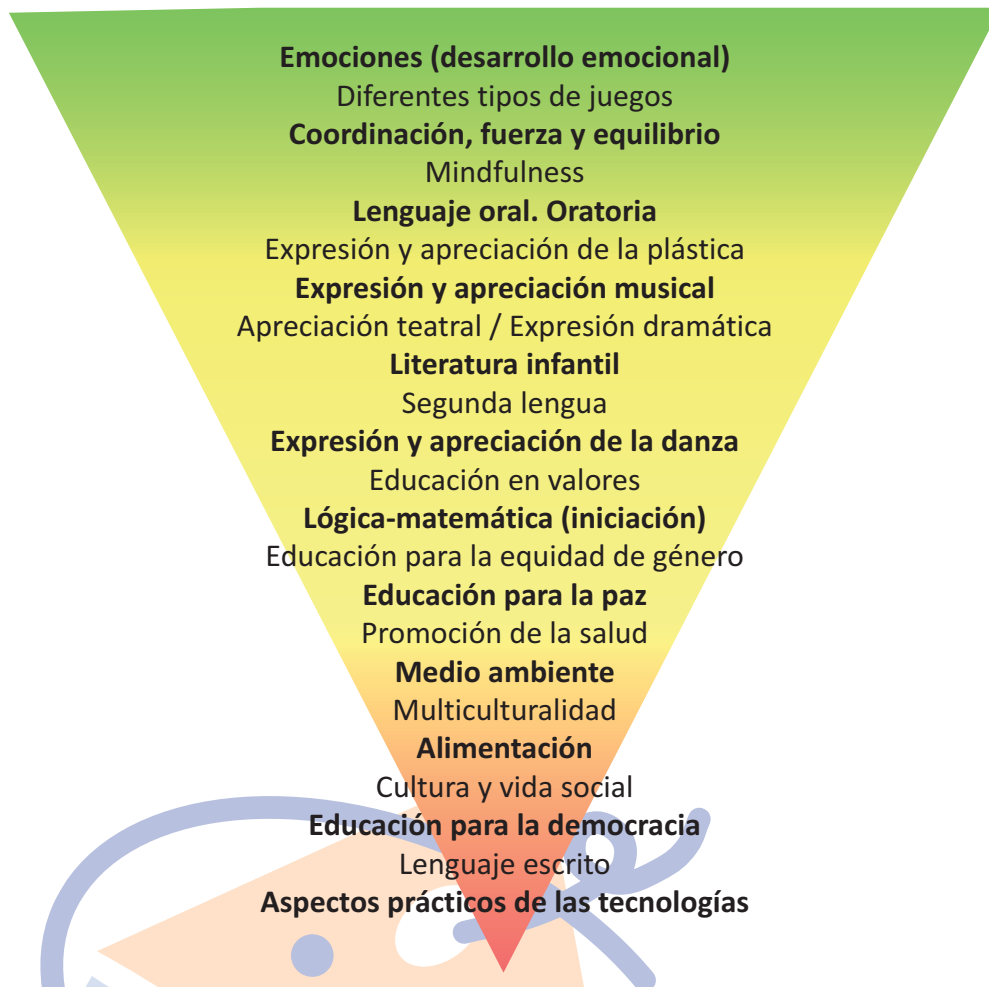 Emociones (desarrollo emocional)
Diferentes tipos de juegos
Coordinación, fuerza y equilibrio
Mindfulness
Lenguaje oral. Oratoria
Expresión y apreciación de la plástica
Expresión y apreciación musical
Apreciación teatral / Expresión dramática
Literatura infantil
Segunda lengua
Expresión y apreciación de la danza
Educación en valores
Lógica-matemática (iniciación)
Educación para la equidad de género
Educación para la paz
Promoción de la salud
Medio ambiente
Multiculturalidad
Alimentación
Cultura y vida social
Educación para la democracia
Lenguaje escrito
Aspectos prácticos de las tecnologías